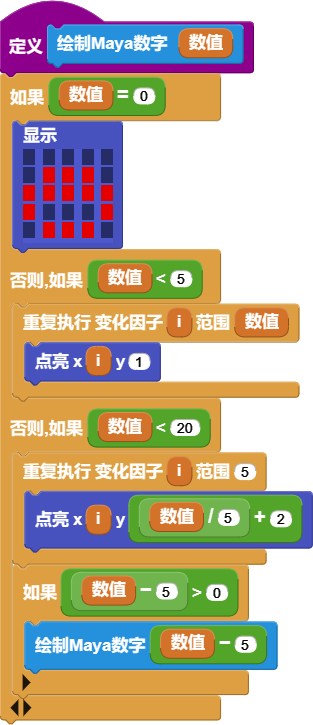 定义 绘制Maya数字 数值
如果 数值 = 0
显示
否则,如果 数值 < 5
重复执行 变化因子 i 范围 数值
点亮 x i y 1
否则,如果 数值 < 20
重复执行 变化因子 i 范围 5
点亮 x i y 数值 / 5 + 2
如果 数值 - 5 > 0
绘制Maya数字 数值 - 5